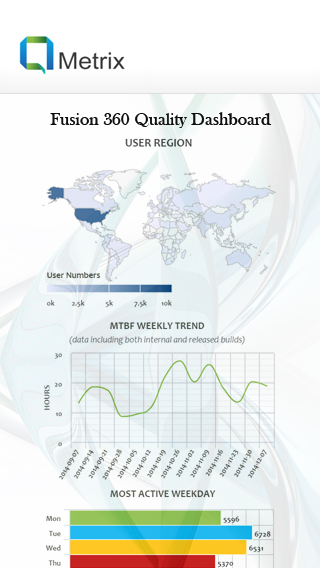 Metrix
Fusion 360 Quality Dashboard
USER REGION
User Numbers
0k 2.5k 5k 7.5k 10k
MTBF WEEKLY TREND
(data including both internal and released builds)
30
20
10
0
HOURS
2014-09-07 2014-09-14 2014-09-21 2014-09-28 2014-10-05 2014-10-12 2014-10-19 2014-10-26 2014-11-02 2014-11-09 2014-11-16 2014-11-23 2014-11-30 2014-12-07
MOST ACTIVE WEEKDAY
Mon 5596
Tue 6728
Wed 6531
Thu 5370